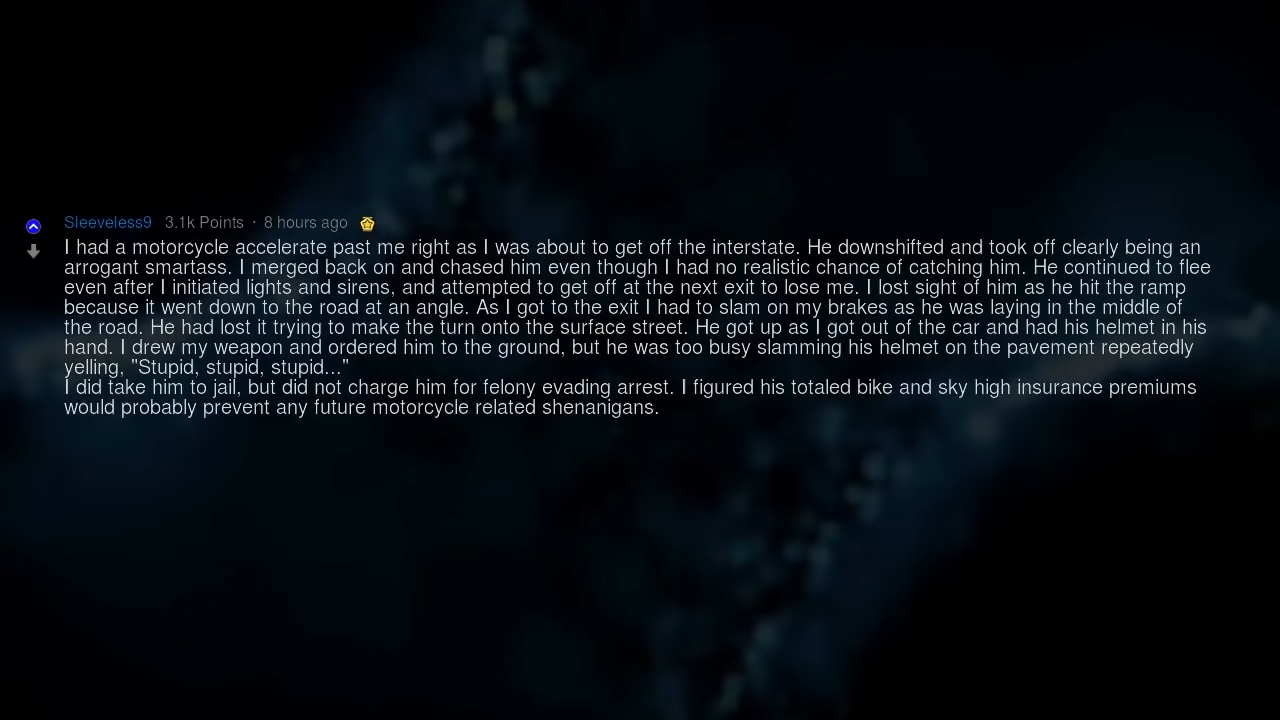 Sleeveless9 3.1k Points · 8 hours ago
I had a motorcycle accelerate past me right as I was about to get off the interstate. He downshifted and took off clearly being an
arrogant smartass. I merged back on and chased him even though I had no realistic chance of catching him. He continued to flee
even after I initiated lights and sirens, and attempted to get off at the next exit to lose me. I lost sight of him as he hit the ramp
because it went down to the road at an angle. As I got to the exit I had to slam on my brakes as he was laying in the middle of
the road. He had lost it trying to make the turn onto the surface street. He got up as I got out of the car and had his helmet in his
hand. I drew my weapon and ordered him to the ground, but he was too busy slamming his helmet on the pavement repeatedly
yelling, "Stupid, stupid, stupid..."
I did take him to jail, but did not charge him for felony evading arrest. I figured his totaled bike and sky high insurance premiums
would probably prevent any future motorcycle related shenanigans.